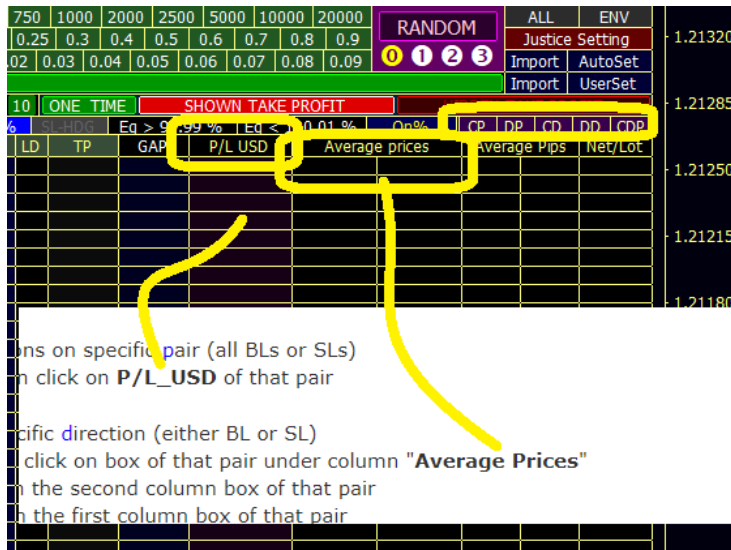 750 1000 2000 2500 5000 10000 20000 RANDOM ALL ENV
0.25 0.3 0.4 0.5 0.6 0.7 0.8 0.9 Justice Setting 1.21320
.02 0.03 0.04 0.05 0.06 0.07 0.08 0.09 0 1 2 3 Import AutoSet
Import UserSet
10 ONE TIME SHOWN TAKE PROFIT 1.21285
% SL-HDG Eq > 99 % Eq < 00.01 % On% CP DP CD DD CDP
LD TP GAP P/L USD Average prices Average Pips Net/Lot
1.21250
1.21215
1.21180
ons on specific pair (all BLs or SLs)
n click on P/L_USD of that pair
cific direction (either BL or SL)
click on box of that pair under column "Average Prices"
n the second column box of that pair
n the first column box of that pair